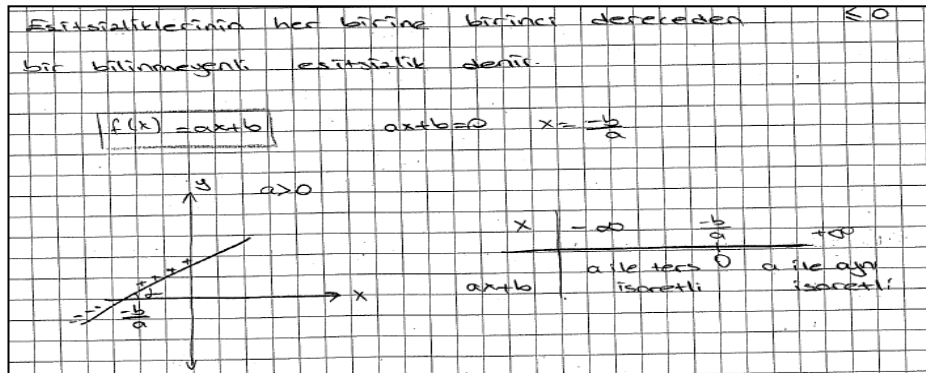 Eşitsizliklerinin her birine birinci dereceden ≤ 0
bir bilinmeyenli eşitsizlik denir.
f(x) = ax+b ax+b=0 x = -b/a
y a>0
x -∞ -b/a +∞
ax+b a ile ters işaretli 0 a ile aynı işaretli
x
-b/a